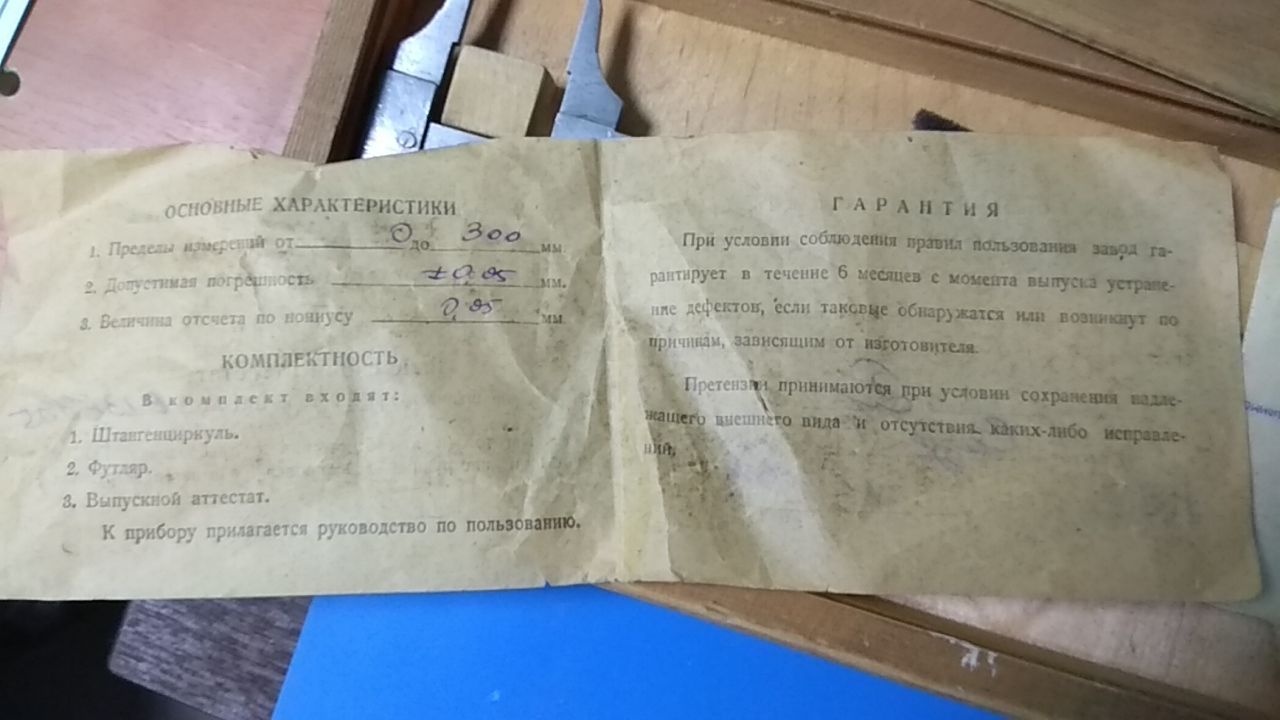 ОСНОВНЫЕ ХАРАКТЕРИСТИКИ
1. Пределы измерений от 0 до 300 мм.
2. Допустимая погрешность ±0,05 мм.
3. Величина отсчета по нониусу 0,05 мм
КОМПЛЕКТНОСТЬ
В комплект входят:
1. Штангенциркуль.
2. Футляр.
3. Выпускной аттестат.
К прибору прилагается руководство по пользованию.
ГАРАНТИЯ
При условии соблюдения правил пользования завод га-
рантирует в течение 6 месяцев с момента выпуска устране-
ние дефектов, если таковые обнаружатся или возникнут по
причинам, зависящим от изготовителя.
Претензии принимаются при условии сохранения надле-
жащего внешнего вида и отсутствия каких-либо исправле-
ний.